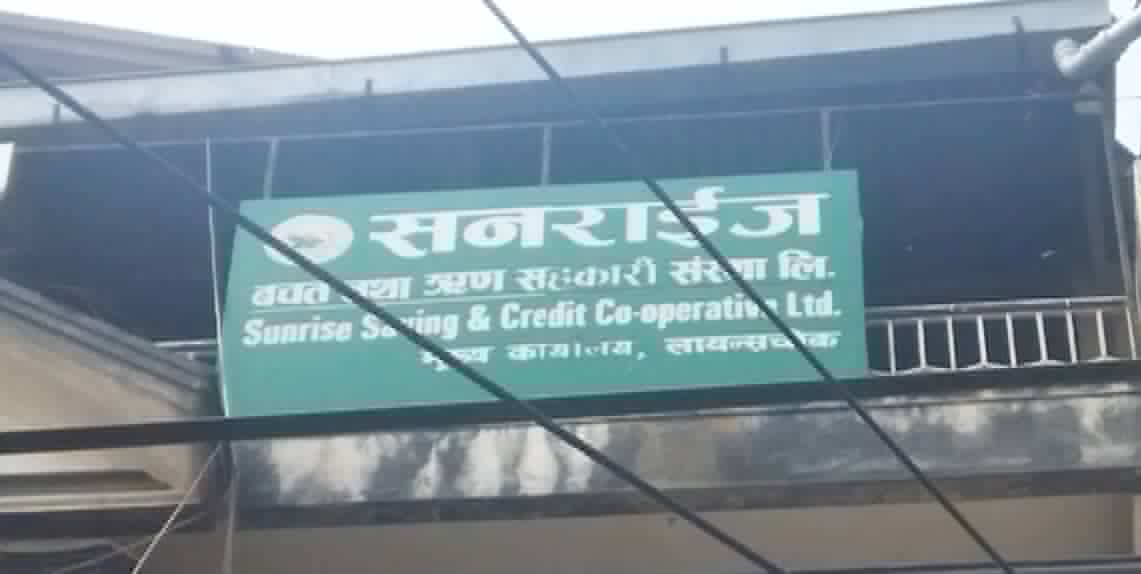 सनराईज
बचत तथा ऋण सहकारी संस्था लि.
Sunrise Saving & Credit Co-operative Ltd.
मूख्य कार्यालय, लायन्सचोक